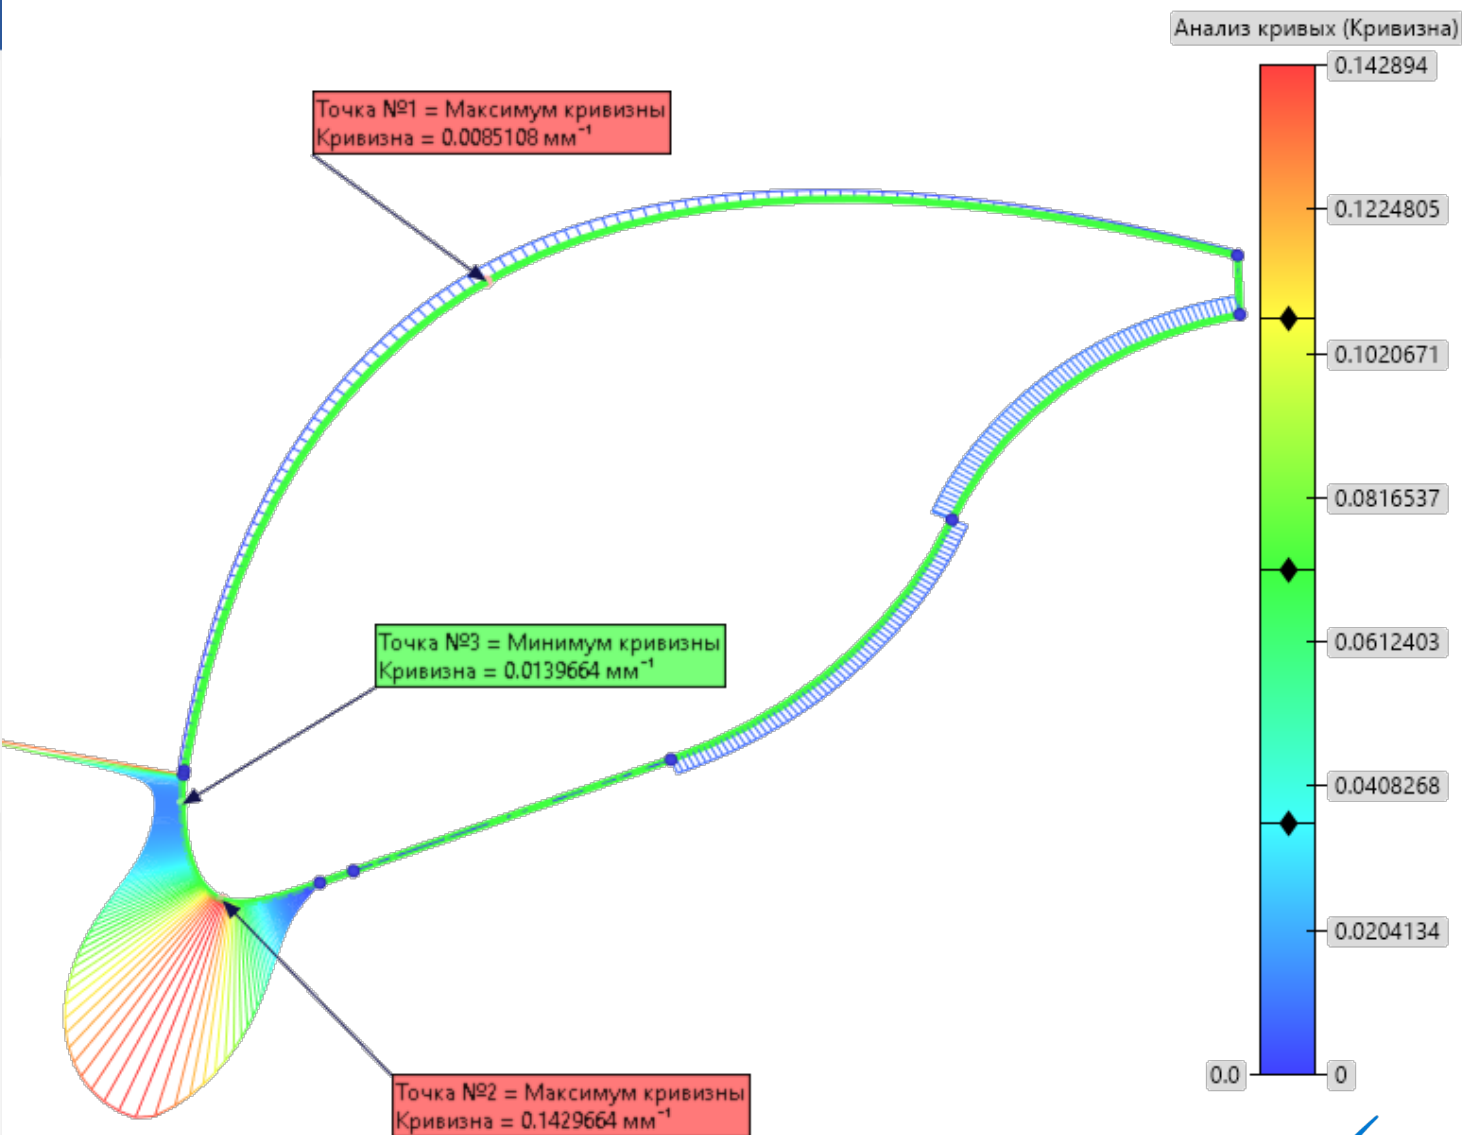 Анализ кривых (Кривизна)
0.142894
Точка №1 = Максимум кривизны
Кривизна = 0.0085108 мм⁻¹
0.1224805
0.1020671
0.0816537
Точка №3 = Минимум кривизны
Кривизна = 0.0139664 мм⁻¹
0.0612403
0.0408268
0.0204134
0.0
0
Точка №2 = Максимум кривизны
Кривизна = 0.1429664 мм⁻¹